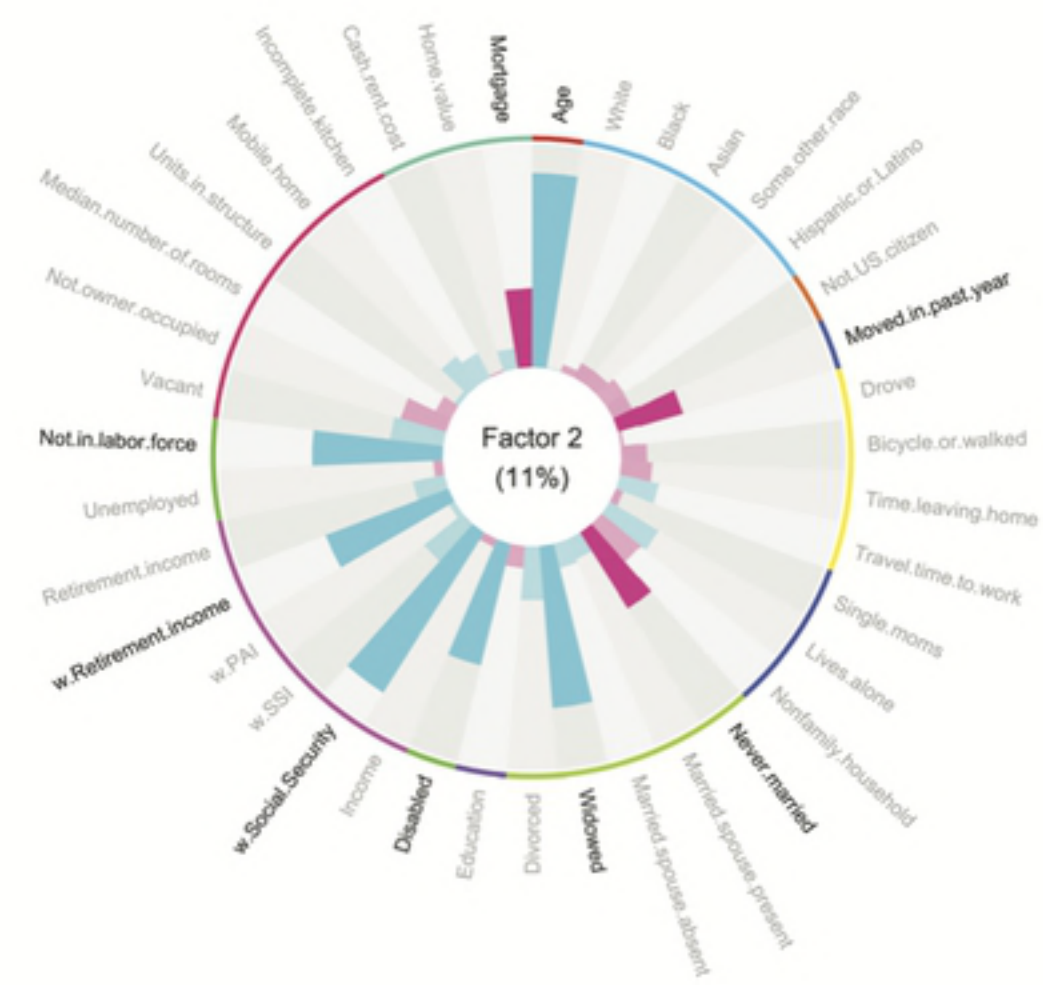 Factor 2
(11%)
Age
White
Black
Asian
Some.other.race
Hispanic.or.Latino
Not.US.citizen
Moved.in.past.year
Drove
Bicycle.or.walked
Time.leaving.home
Travel.time.to.work
Single.moms
Lives.alone
Nonfamily.household
Never.married
Married.spouse.present
Married.spouse.absent
Widowed
Divorced
Education
Disabled
Income
w.Social.Security
w.SSI
w.PAI
w.Retirement.income
Retirement.income
Unemployed
Not.in.labor.force
Vacant
Not.owner.occupied
Median.number.of.rooms
Units.in.structure
Mobile.home
Incomplete.kitchen
Cash.rent.cost
Home.value
Mortgage